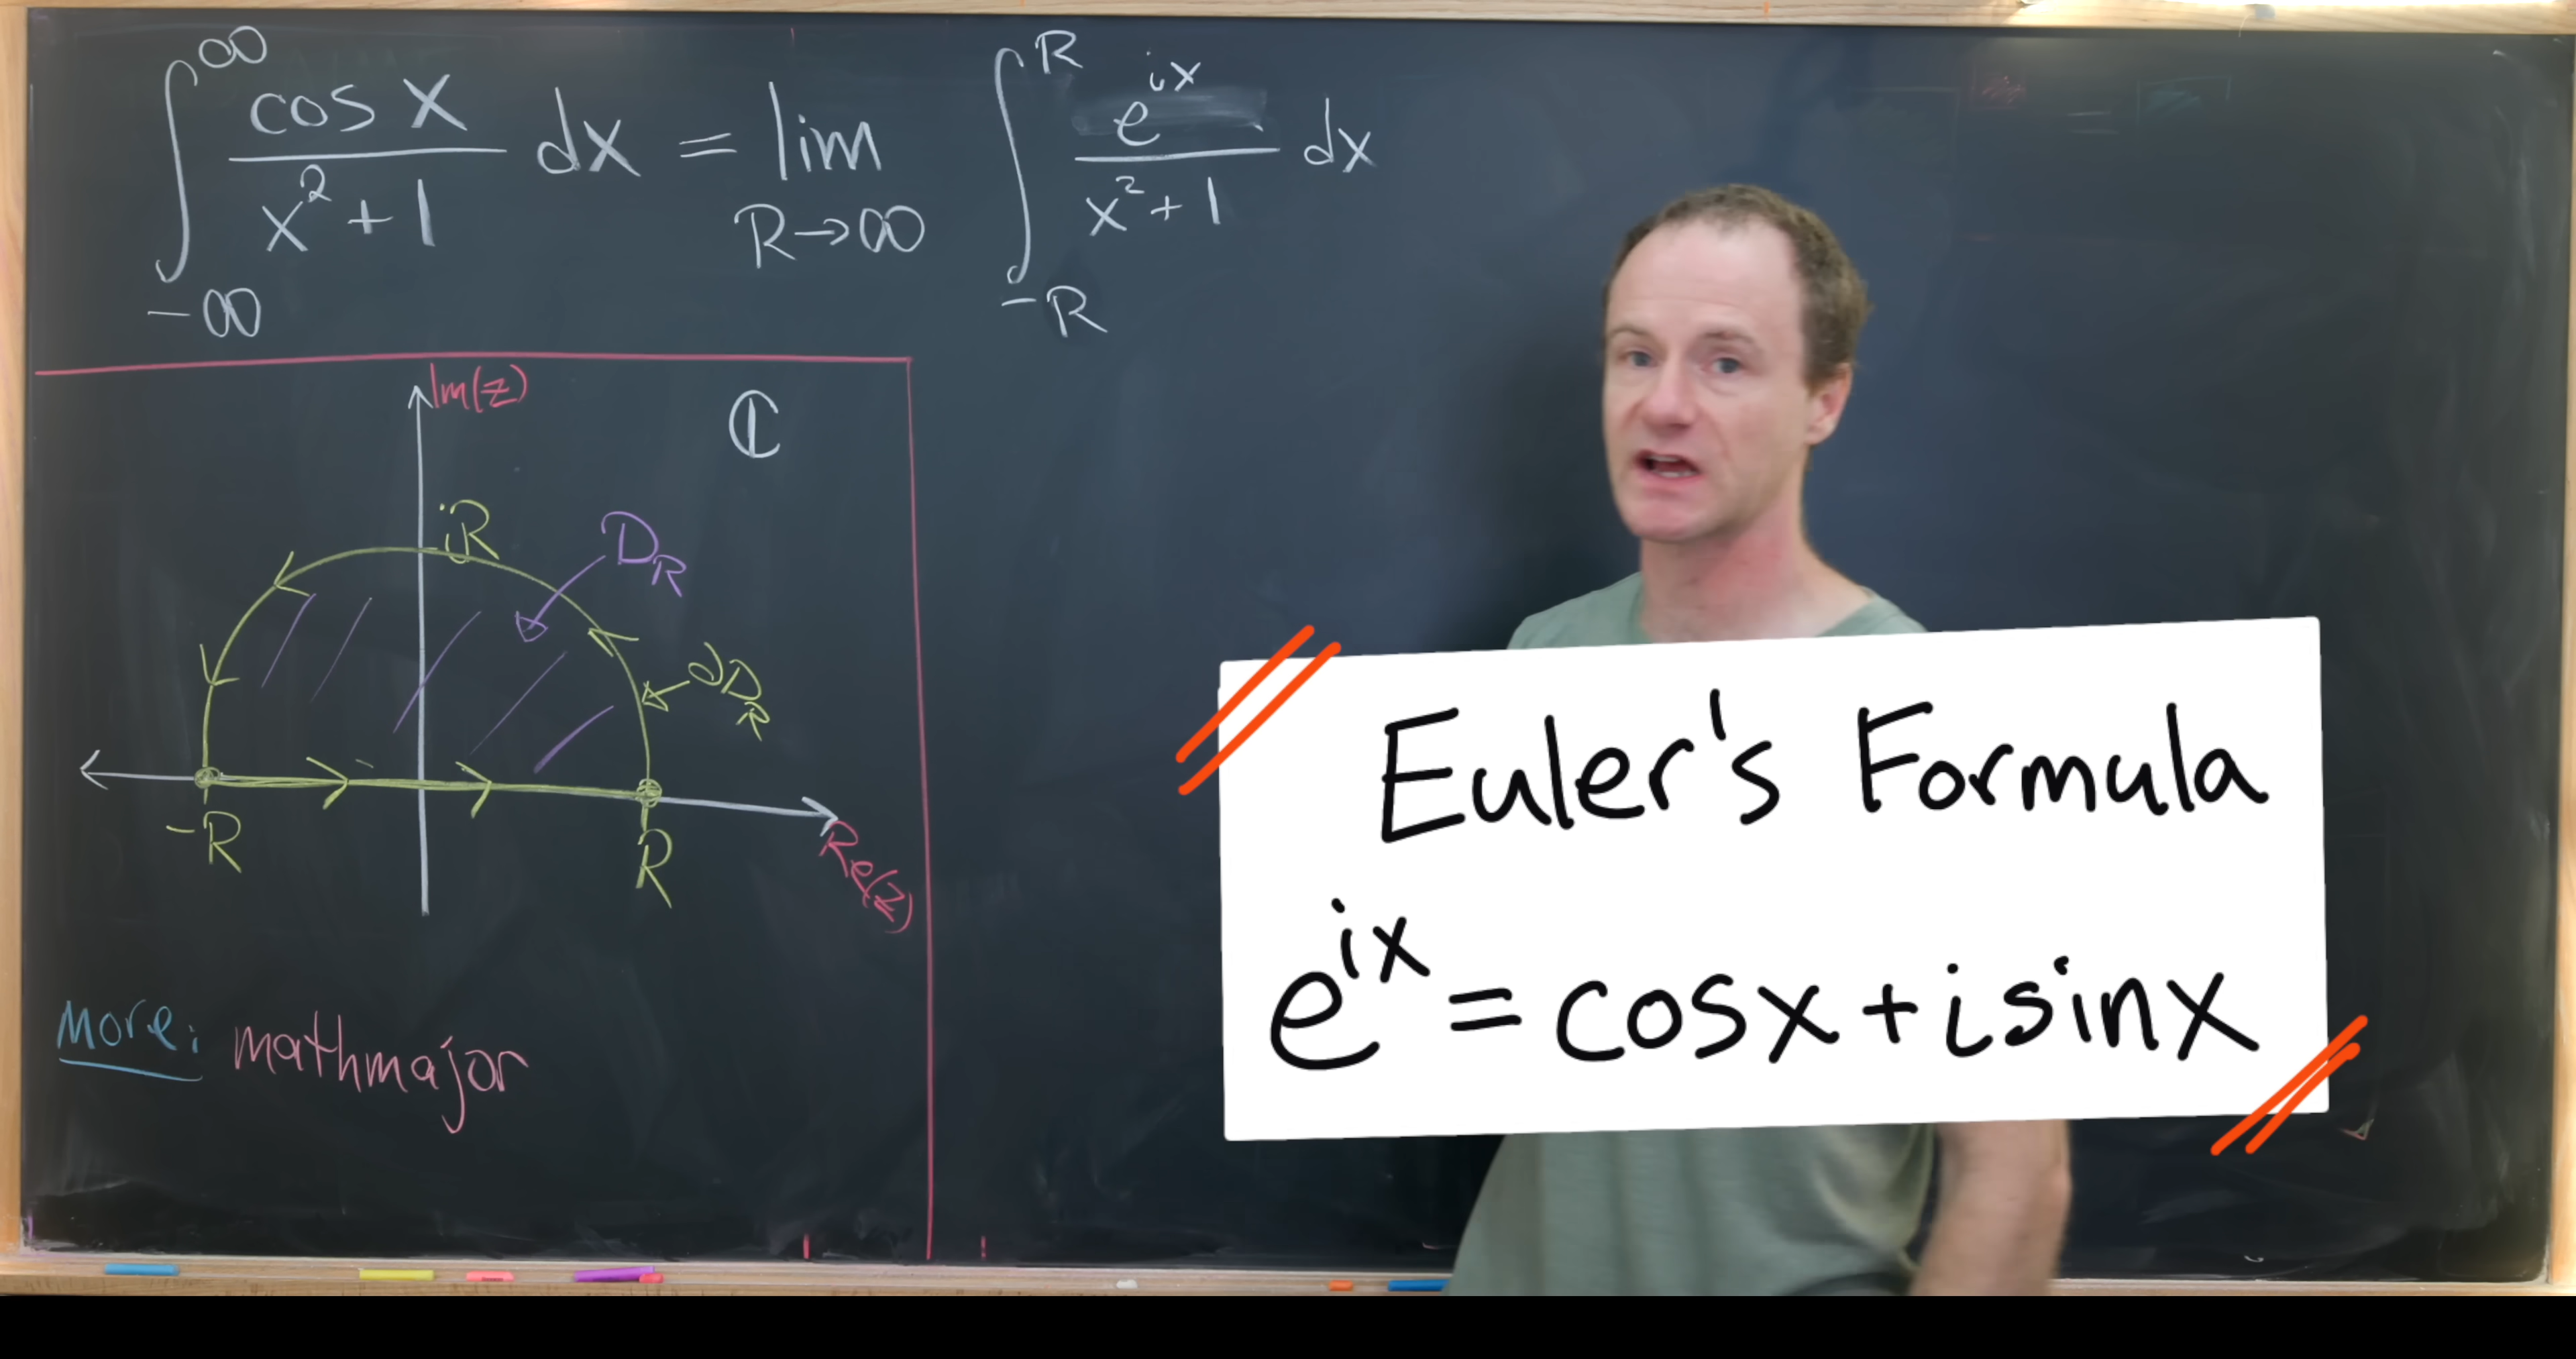 ∫_{-∞}^{∞} cos x / (x² + 1) dx = lim_{R→∞} ∫_{-R}^{R} e^{ix} / (x² + 1) dx
Im(z)
ℂ
iR
D_R
∂D_R
-R
R
Re(z)
More: mathmajor
Euler's Formula
e^{ix} = cos x + i sin x